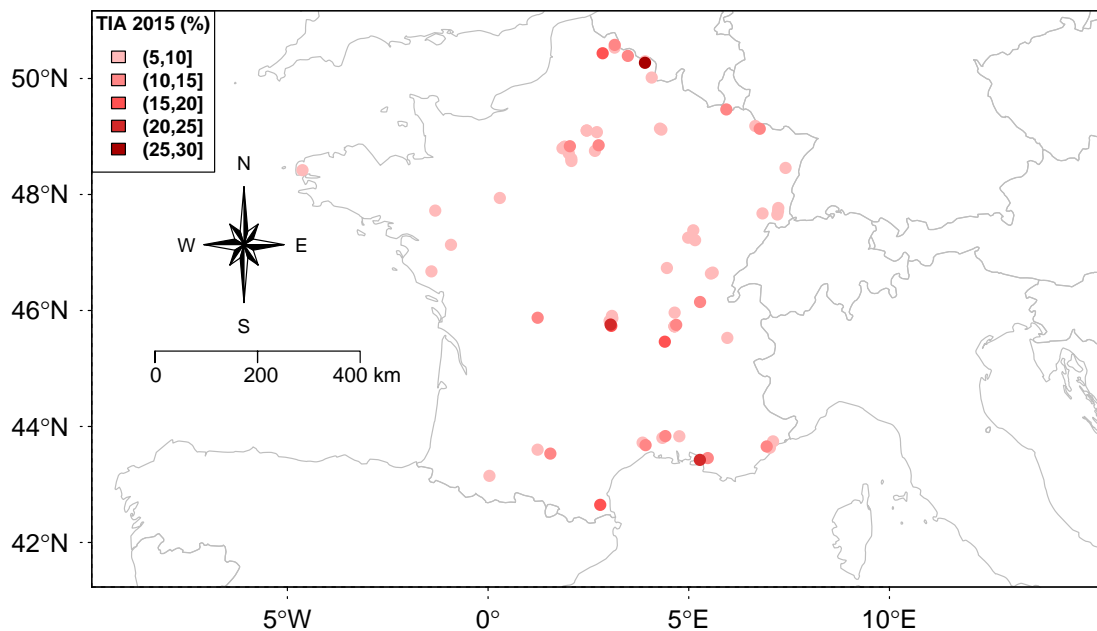 TIA 2015 (%)
(5,10]
(10,15]
(15,20]
(20,25]
(25,30]
N
W E
S
0 200 400 km
50°N
48°N
46°N
44°N
42°N
5°W 0° 5°E 10°E